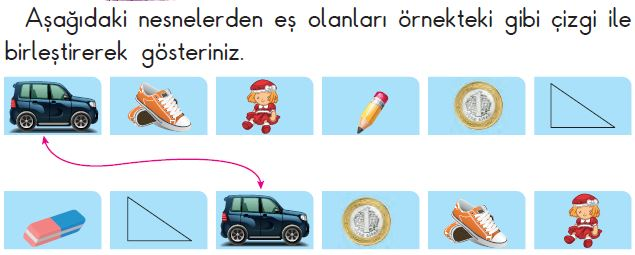 Aşağıdaki nesnelerden eş olanları örnekteki gibi çizgi ile
birleştirerek gösteriniz.